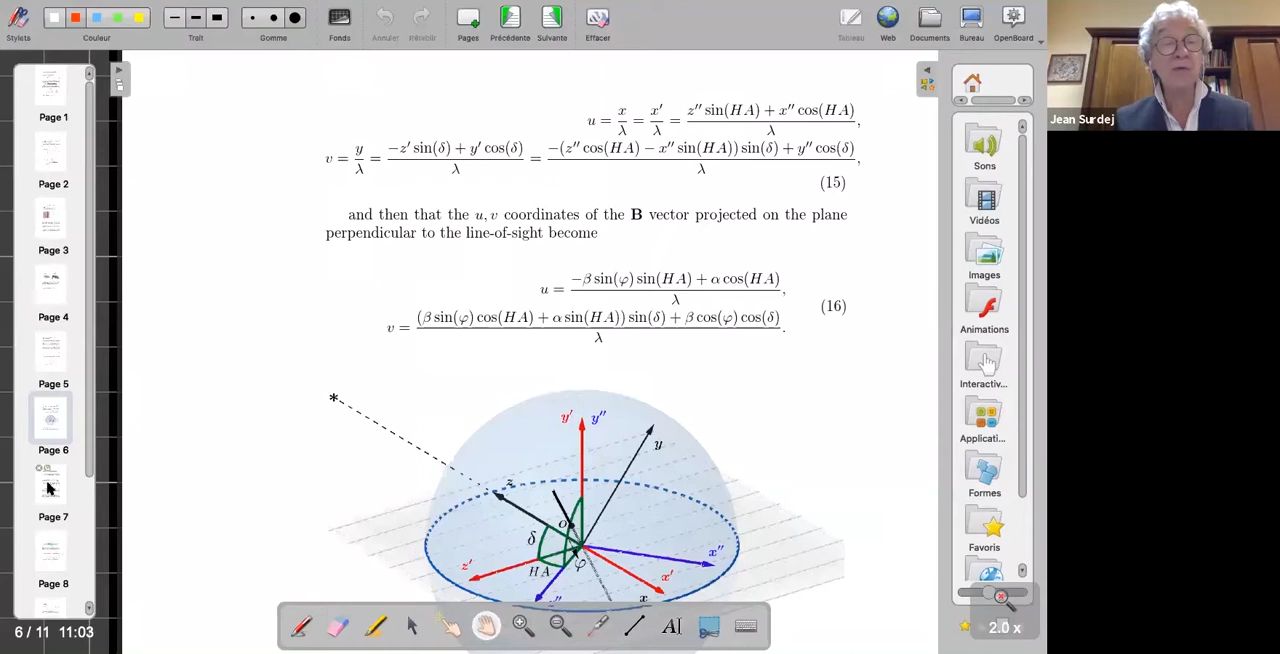 Stylets
Couleur
Trait
Gomme
Fonds
Annuler
Rétablir
Pages
Précédente
Suivante
Effacer
Tableau
Web
Documents
Bureau
OpenBoard
Jean Surdej
Page 1
Page 2
Page 3
Page 4
Page 5
Page 6
Page 7
Page 8
6 / 11 11:03
u = x/λ = x′/λ = (z″ sin(HA) + x″ cos(HA))/λ,
v = y/λ = (−z′ sin(δ) + y′ cos(δ))/λ = (−(z″ cos(HA) − x″ sin(HA)) sin(δ) + y″ cos(δ))/λ,
(15)
and then that the u, v coordinates of the B vector projected on the plane
perpendicular to the line-of-sight become
u = (−β sin(φ) sin(HA) + α cos(HA))/λ,
(16)
v = ((β sin(φ) cos(HA) + α sin(HA)) sin(δ) + β cos(φ) cos(δ))/λ.
*
y′ y″
y
z
O
δ
φ
HA
z′
x″
x′
x
Sons
Vidéos
Images
Animations
Interactiv...
Applicati...
Formes
Favoris
2.0 x
A